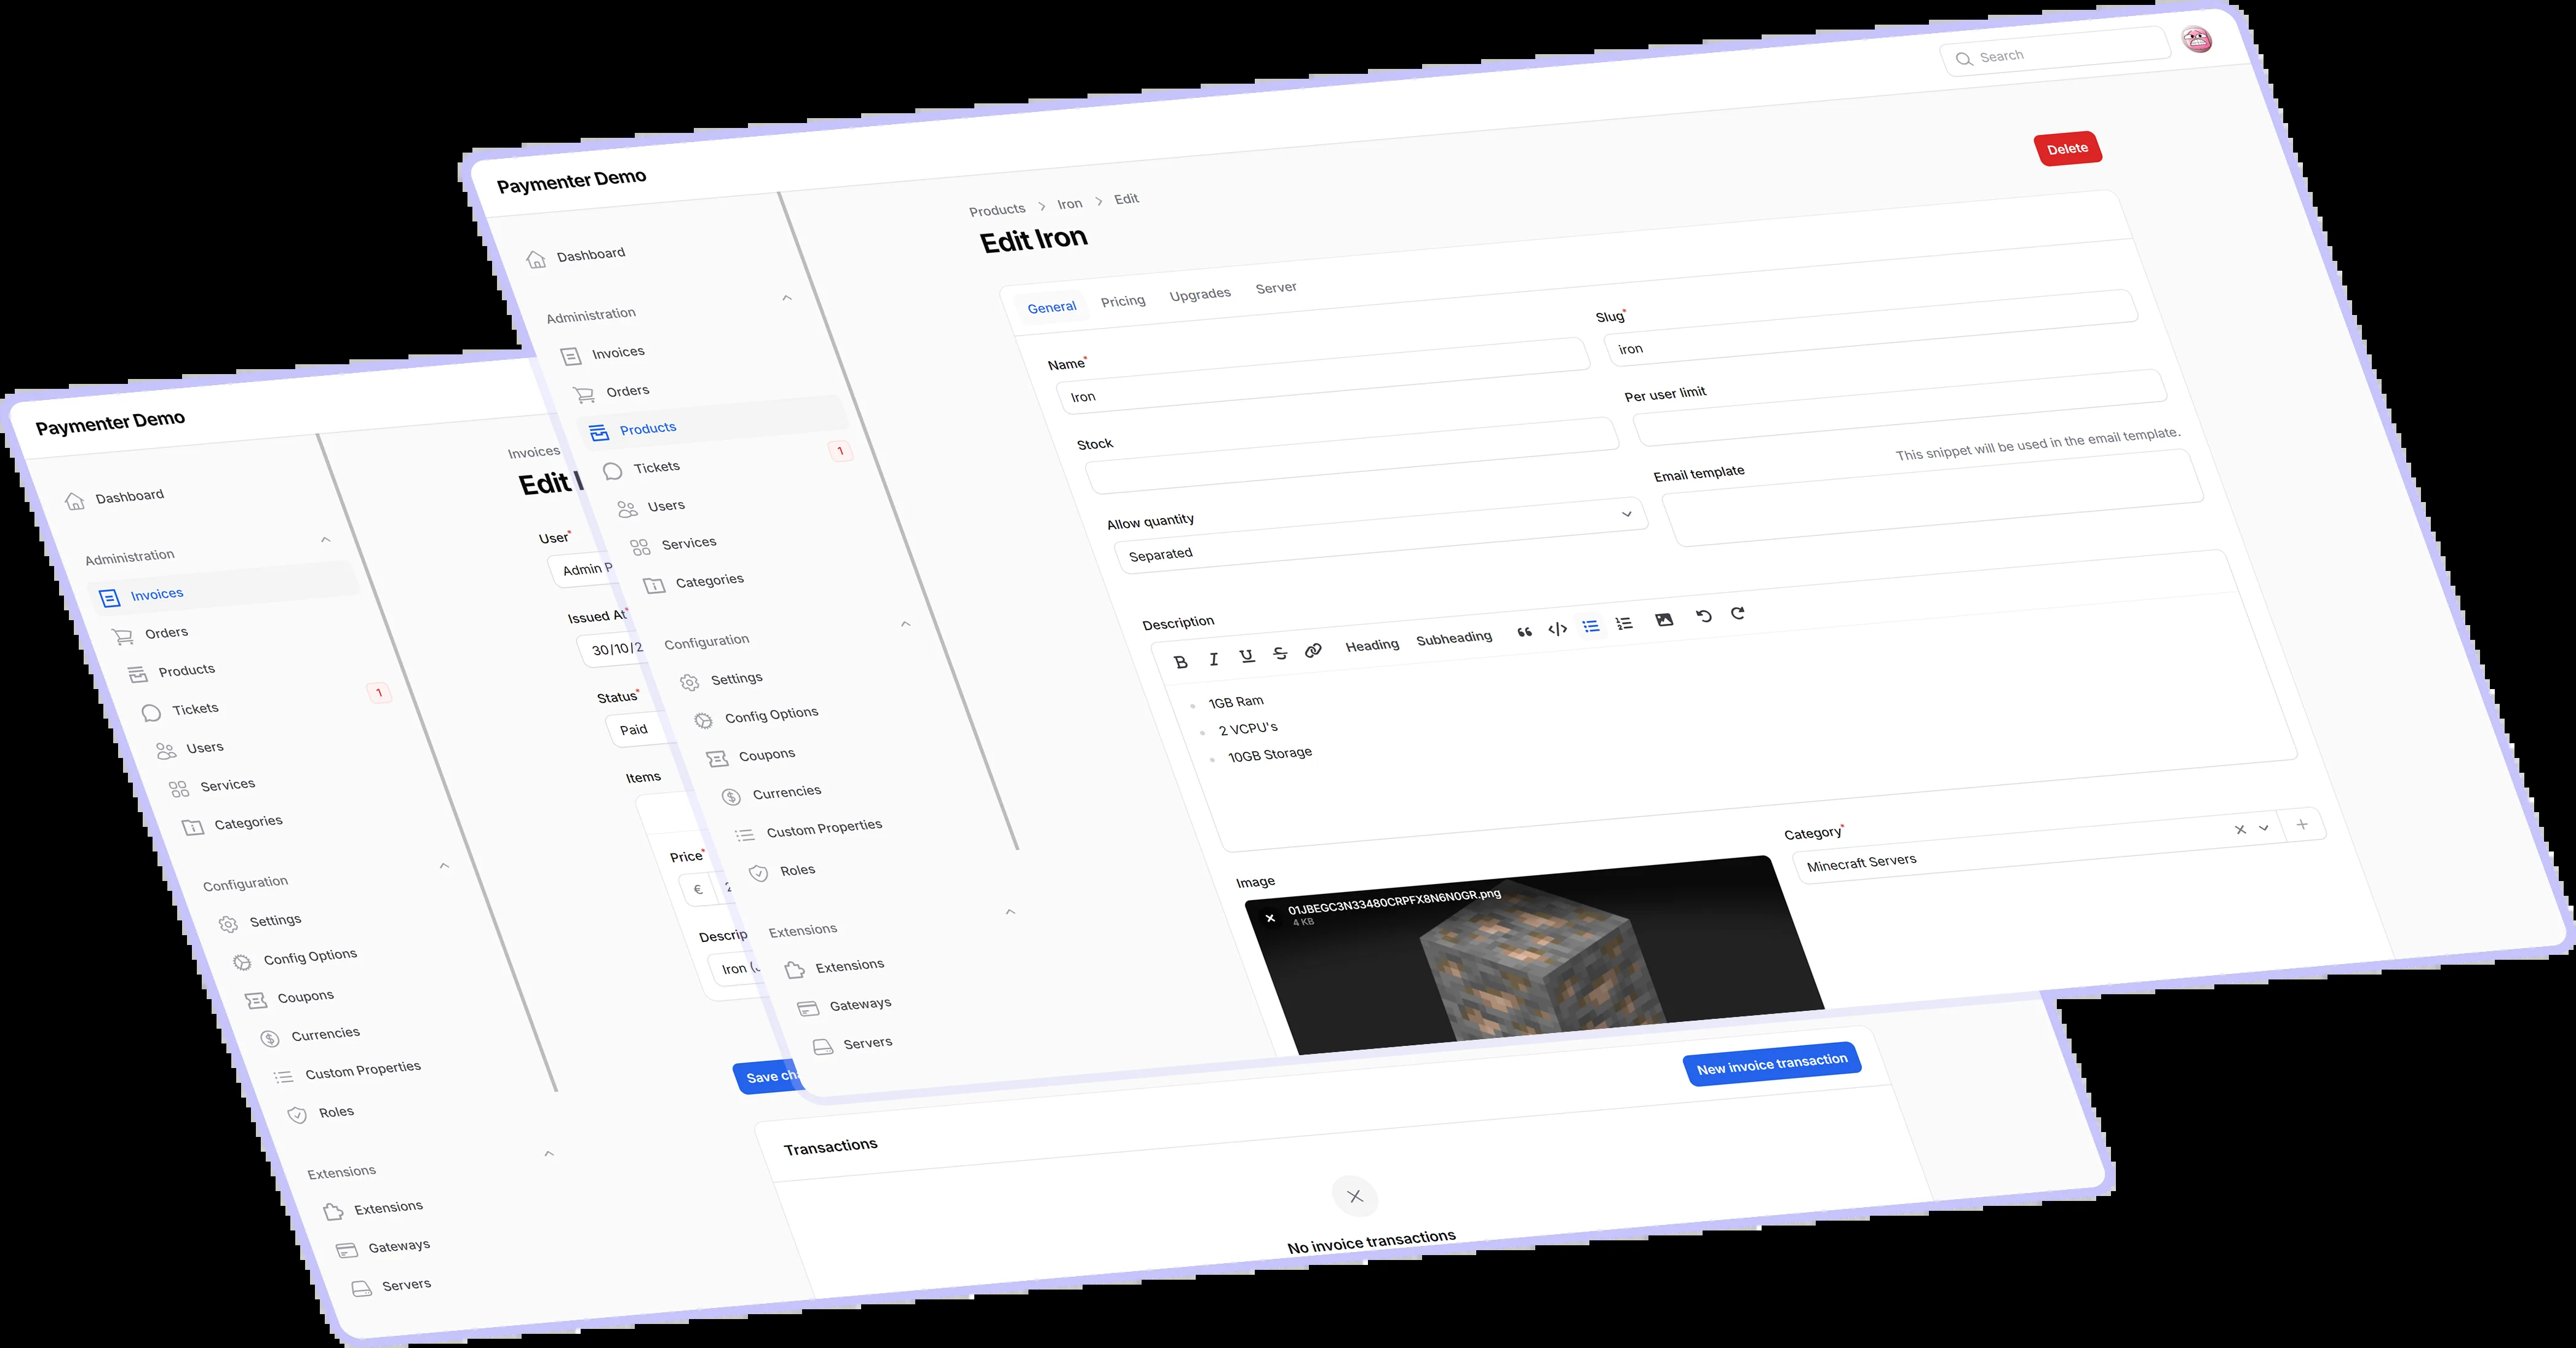 Search
Paymenter Demo
Delete
Products > Iron > Edit
Edit Iron
Dashboard
Administration
Invoices
Orders
Products
Tickets
1
Users
Services
Categories
Configuration
Settings
Config Options
Coupons
Currencies
Custom Properties
Roles
Extensions
Extensions
Gateways
Servers
General Pricing Upgrades Server
Name*
Iron
Slug*
iron
Stock
Per user limit
Allow quantity
Separated
Email template
This snippet will be used in the email template.
Description
Heading Subheading
1GB Ram
2 VCPU's
10GB Storage
Image
01JBEGC3N33480CRPFX8N6N0GR.png
4 KB
Category*
Minecraft Servers
Paymenter Demo
Dashboard
Administration
Invoices
Orders
Products
Tickets
1
Users
Services
Categories
Configuration
Settings
Config Options
Coupons
Currencies
Custom Properties
Roles
Extensions
Extensions
Gateways
Servers
Invoices
Edit
User*
Admin P
Issued At*
30/10/2
Status*
Paid
Items
Price*
€ 2
Descrip
Iron (
Save ch
New invoice transaction
Transactions
No invoice transactions